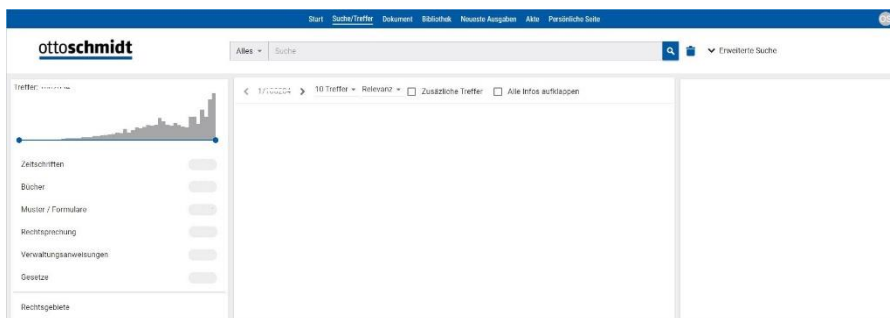 Start Suche/Treffer Dokument Bibliothek Neueste Ausgaben Akte Persönliche Seite
ottoschmidt
Alles Suche Erweiterte Suche
Treffer:
10 Treffer Relevanz Zusäzliche Treffer Alle Infos aufklappen
Zeitschriften
Bücher
Muster / Formulare
Rechtsprechung
Verwaltungsanweisungen
Gesetze
Rechtsgebiete